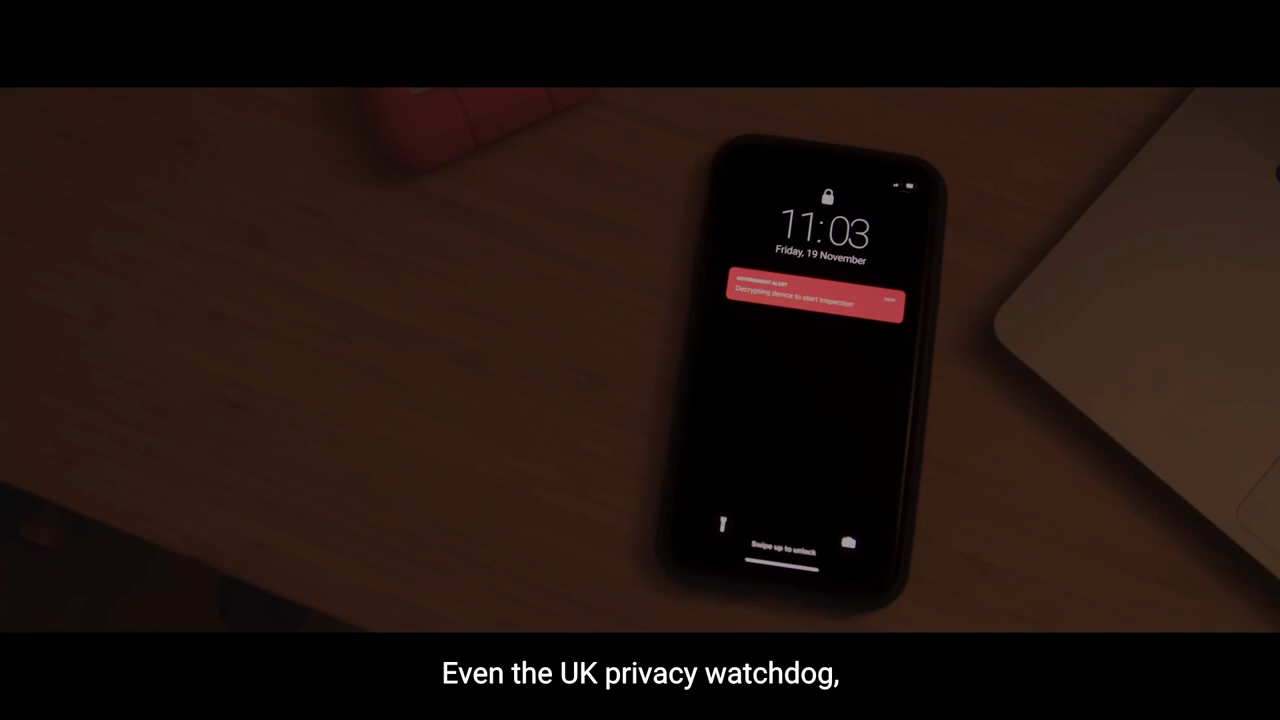 11:03
Friday, 19 November
GOVERNMENT ALERT
now
Decrypting device to start inspection
Swipe up to unlock
Even the UK privacy watchdog,